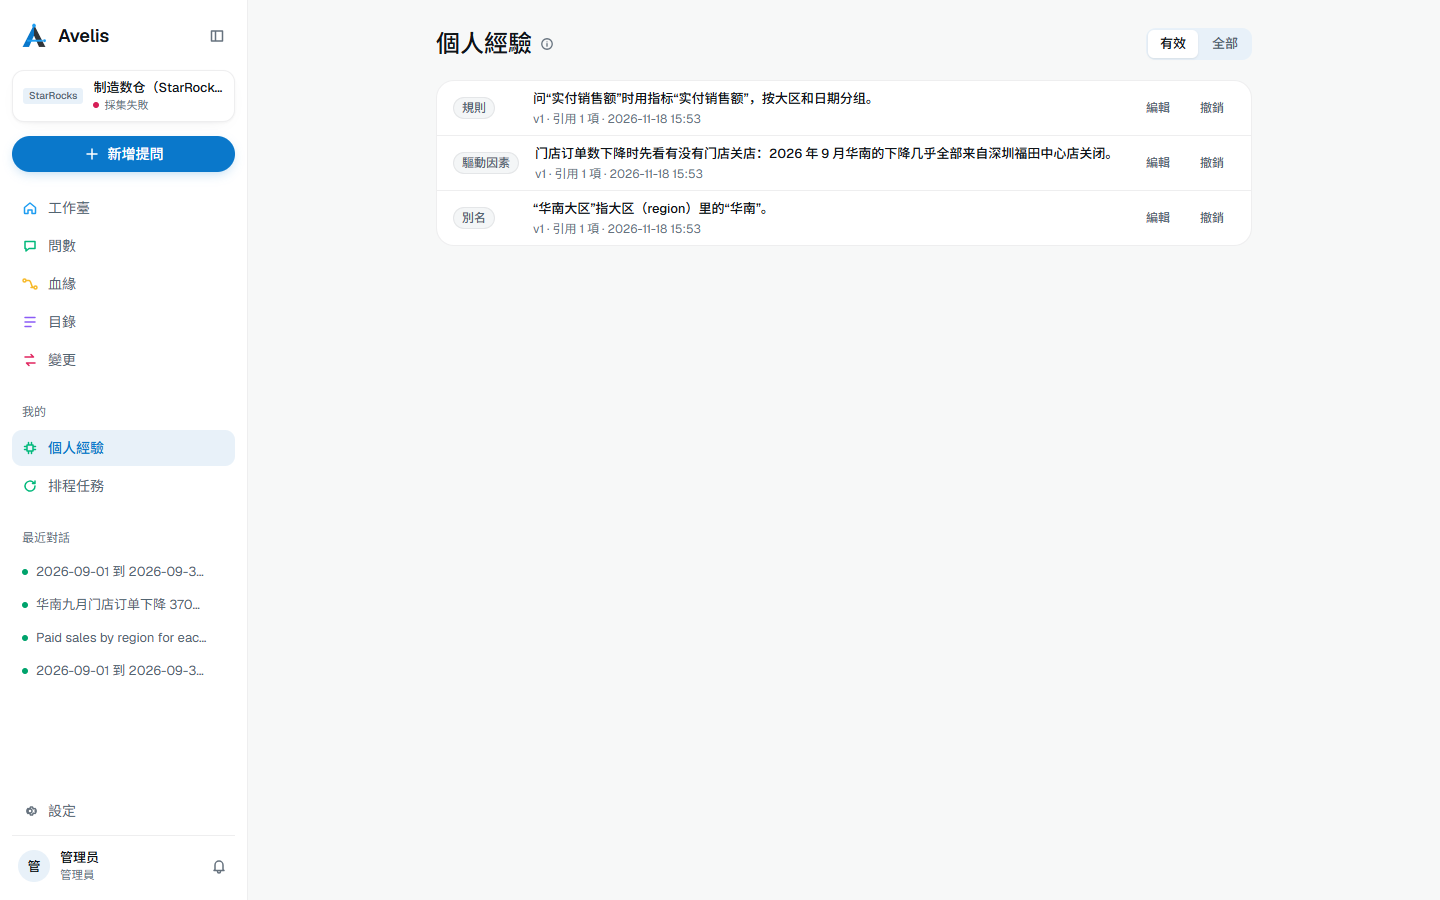 Avelis
StarRocks
制造数仓（StarRock...
採集失敗
新增提問
工作臺
問數
血緣
目錄
變更
我的
個人經驗
排程任務
最近對話
2026-09-01 到 2026-09-3...
华南九月门店订单下降 370...
Paid sales by region for eac...
2026-09-01 到 2026-09-3...
設定
管
管理员
管理員
個人經驗
有效
全部
規則
问“实付销售额”时用指标“实付销售额”，按大区和日期分组。
v1 · 引用 1 項 · 2026-11-18 15:53
編輯
撤銷
驅動因素
门店订单数下降时先看有没有门店关店：2026 年 9 月华南的下降几乎全部来自深圳福田中心店关闭。
v1 · 引用 1 項 · 2026-11-18 15:53
編輯
撤銷
別名
“华南大区”指大区（region）里的“华南”。
v1 · 引用 1 項 · 2026-11-18 15:53
編輯
撤銷